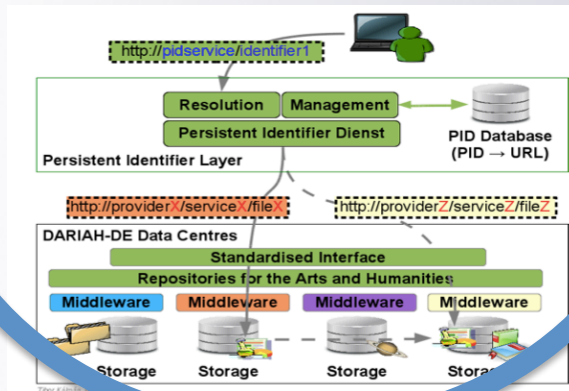 http://pidservice/identifier1
Resolution Management
Persistent Identifier Dienst
PID Database
(PID → URL)
Persistent Identifier Layer
http://providerX/serviceX/fileX http://providerZ/serviceZ/fileZ
DARIAH-DE Data Centres
Standardised Interface
Repositories for the Arts and Humanities
Middleware Middleware Middleware Middleware
Storage Storage Storage Storag